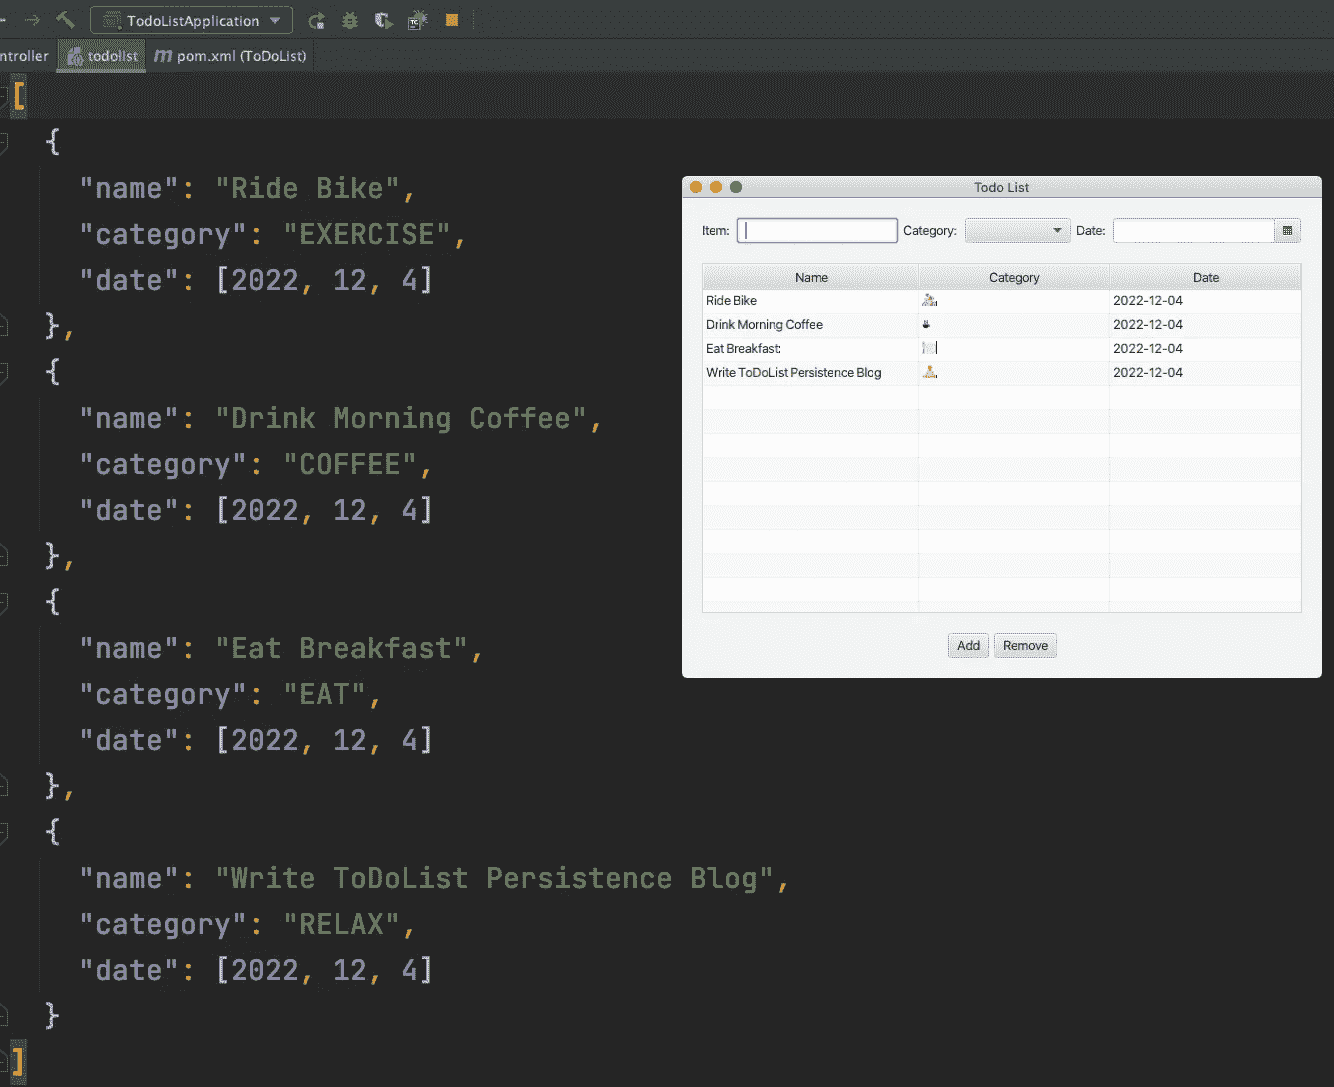 TodoListApplication
ntroller todolist pom.xml (ToDoList)
[
{
"name": "Ride Bike",
"category": "EXERCISE",
"date": [2022, 12, 4]
},
{
"name": "Drink Morning Coffee",
"category": "COFFEE",
"date": [2022, 12, 4]
},
{
"name": "Eat Breakfast",
"category": "EAT",
"date": [2022, 12, 4]
},
{
"name": "Write ToDoList Persistence Blog",
"category": "RELAX",
"date": [2022, 12, 4]
}
]
Todo List
Item: Category: Date:
Name Category Date
Ride Bike 2022-12-04
Drink Morning Coffee 2022-12-04
Eat Breakfast: 2022-12-04
Write ToDoList Persistence Blog 2022-12-04
Add Remove